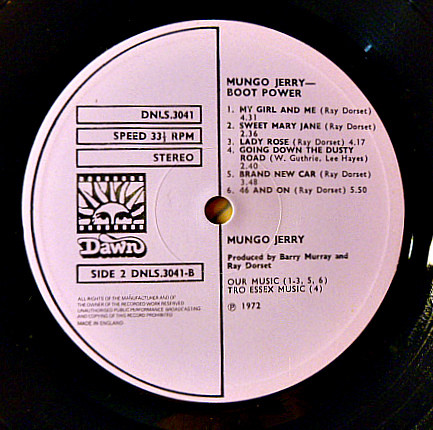 DNLS.3041
SPEED 33⅓ RPM
STEREO
Dawn
SIDE 2 DNLS.3041-B
ALL RIGHTS OF THE MANUFACTURER AND OF
THE OWNER OF THE RECORDED WORK RESERVED
UNAUTHORISED PUBLIC PERFORMANCE BROADCASTING
AND COPYING OF THIS RECORD PROHIBITED
MADE IN ENGLAND
MUNGO JERRY—
BOOT POWER
1. MY GIRL AND ME (Ray Dorset)
4.31
2. SWEET MARY JANE (Ray Dorset)
2.36
3. LADY ROSE (Ray Dorset) 4.17
4. GOING DOWN THE DUSTY
ROAD (W. Guthrie, Lee Hayes)
2.40
5. BRAND NEW CAR (Ray Dorset)
3.48
6. 46 AND ON (Ray Dorset) 5.50
MUNGO JERRY
Produced by Barry Murray and
Ray Dorset
OUR MUSIC (1-3, 5, 6)
TRO ESSEX MUSIC (4)
Ⓟ 1972